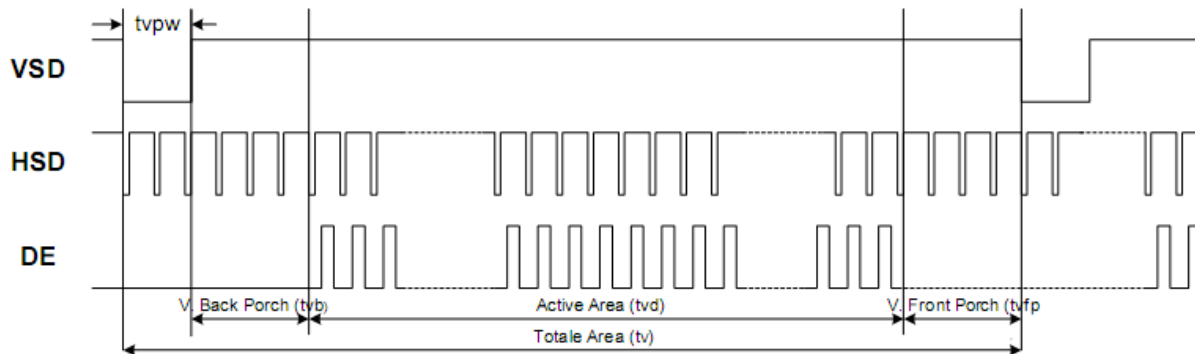 tvpw
VSD
HSD
DE
V. Back Porch (tvb)
Active Area (tvd)
V. Front Porch (tvfp
Totale Area (tv)